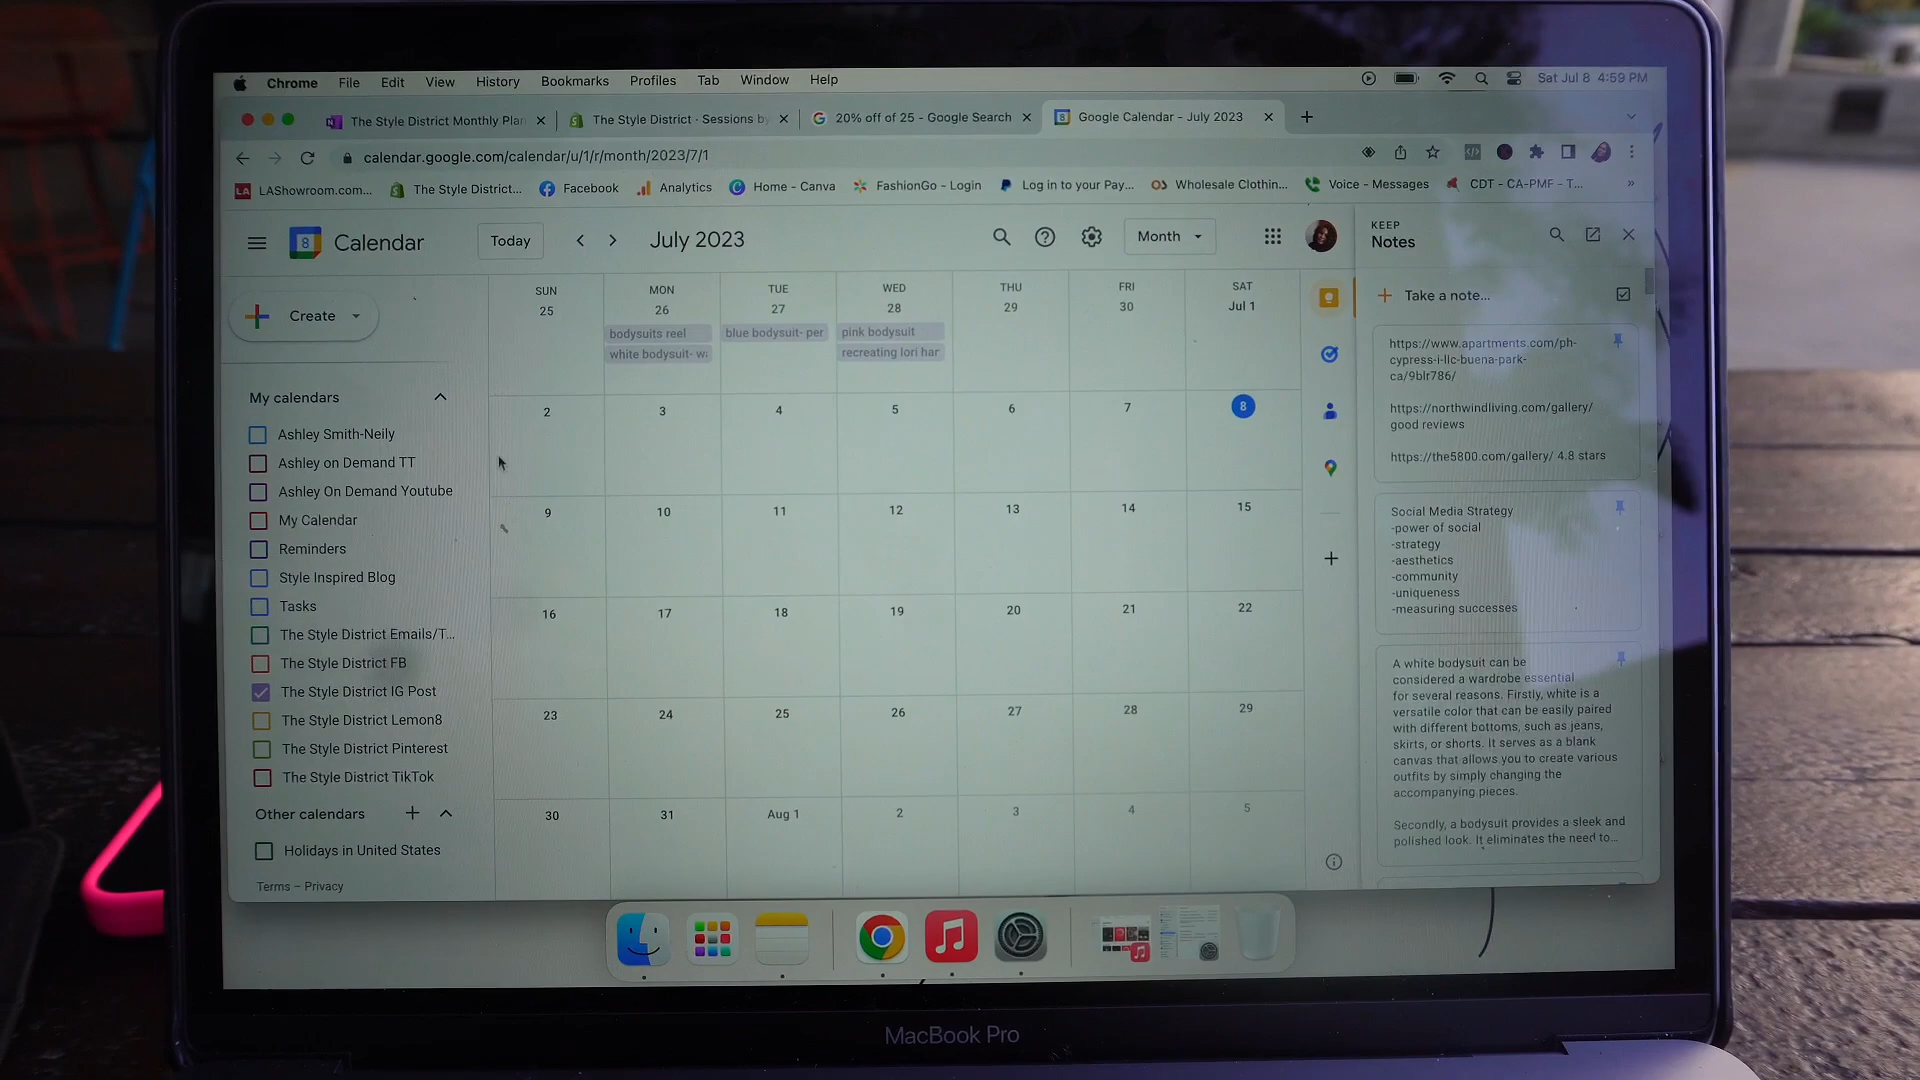 Chrome File Edit View History Bookmarks Profiles Tab Window Help Sat Jul 8 4:59 PM
The Style District Monthly Plan The Style District · Sessions by 20% off of 25 - Google Search Google Calendar - July 2023
calendar.google.com/calendar/u/1/r/month/2023/7/1
LA LAShowroom.com... The Style District... Facebook Analytics Home - Canva FashionGo - Login Log in to your Pay... Wholesale Clothin... Voice - Messages CDT - CA-PMF - T... »
8 Calendar Today July 2023 Month
KEEP
Notes
Create
My calendars
Ashley Smith-Neily
Ashley on Demand TT
Ashley On Demand Youtube
My Calendar
Reminders
Style Inspired Blog
Tasks
The Style District Emails/T...
The Style District FB
The Style District IG Post
The Style District Lemon8
The Style District Pinterest
The Style District TikTok
Other calendars
Holidays in United States
Terms – Privacy
SUN MON TUE WED THU FRI SAT
25 26 27 28 29 30 Jul 1
bodysuits reel blue bodysuit- per pink bodysuit
white bodysuit- recreating lori har
2 3 4 5 6 7 8
9 10 11 12 13 14 15
16 17 18 19 20 21 22
23 24 25 26 27 28 29
30 31 Aug 1 2 3 4 5
Take a note...
https://www.apartments.com/ph-
cypress-i-llc-buena-park-
ca/9blr786/
https://northwindliving.com/gallery/
good reviews
https://the5800.com/gallery/ 4.8 stars
Social Media Strategy
-power of social
-strategy
-aesthetics
-community
-uniqueness
-measuring successes
A white bodysuit can be
considered a wardrobe essential
for several reasons. Firstly, white is a
versatile color that can be easily paired
with different bottoms, such as jeans,
skirts, or shorts. It serves as a blank
canvas that allows you to create various
outfits by simply changing the
accompanying pieces.
Secondly, a bodysuit provides a sleek and
polished look. It eliminates the need to...
MacBook Pro